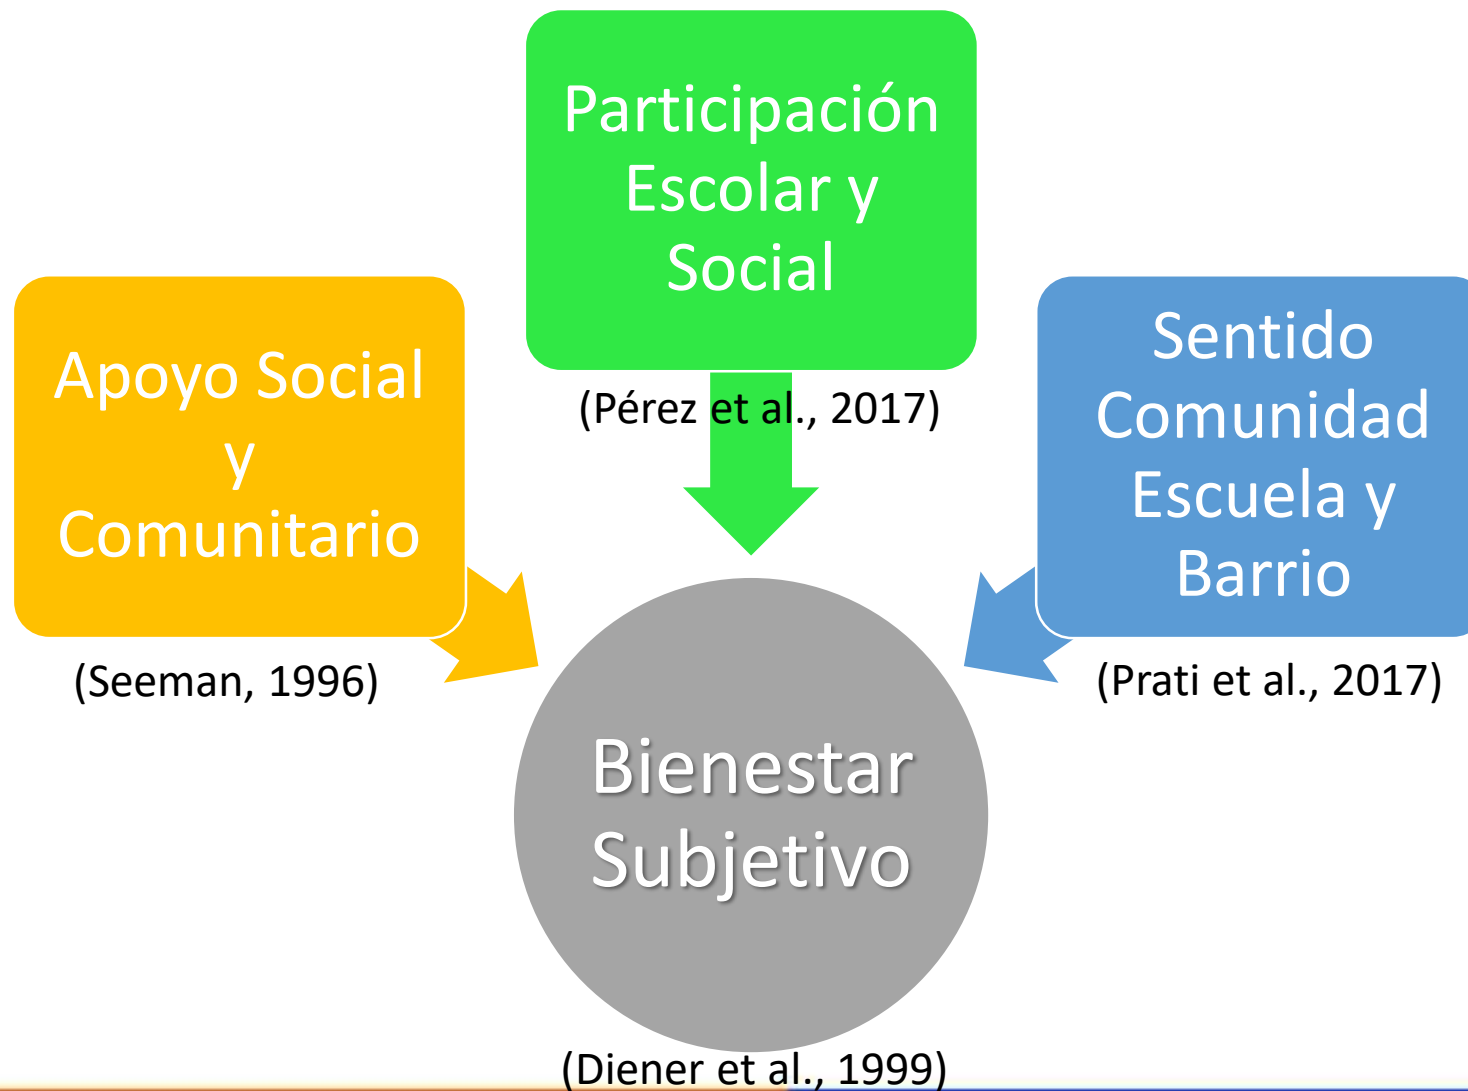 Participación
Escolar y
Social
(Pérez et al., 2017)
Apoyo Social
y
Comunitario
(Seeman, 1996)
Sentido
Comunidad
Escuela y
Barrio
(Prati et al., 2017)
Bienestar
Subjetivo
(Diener et al., 1999)